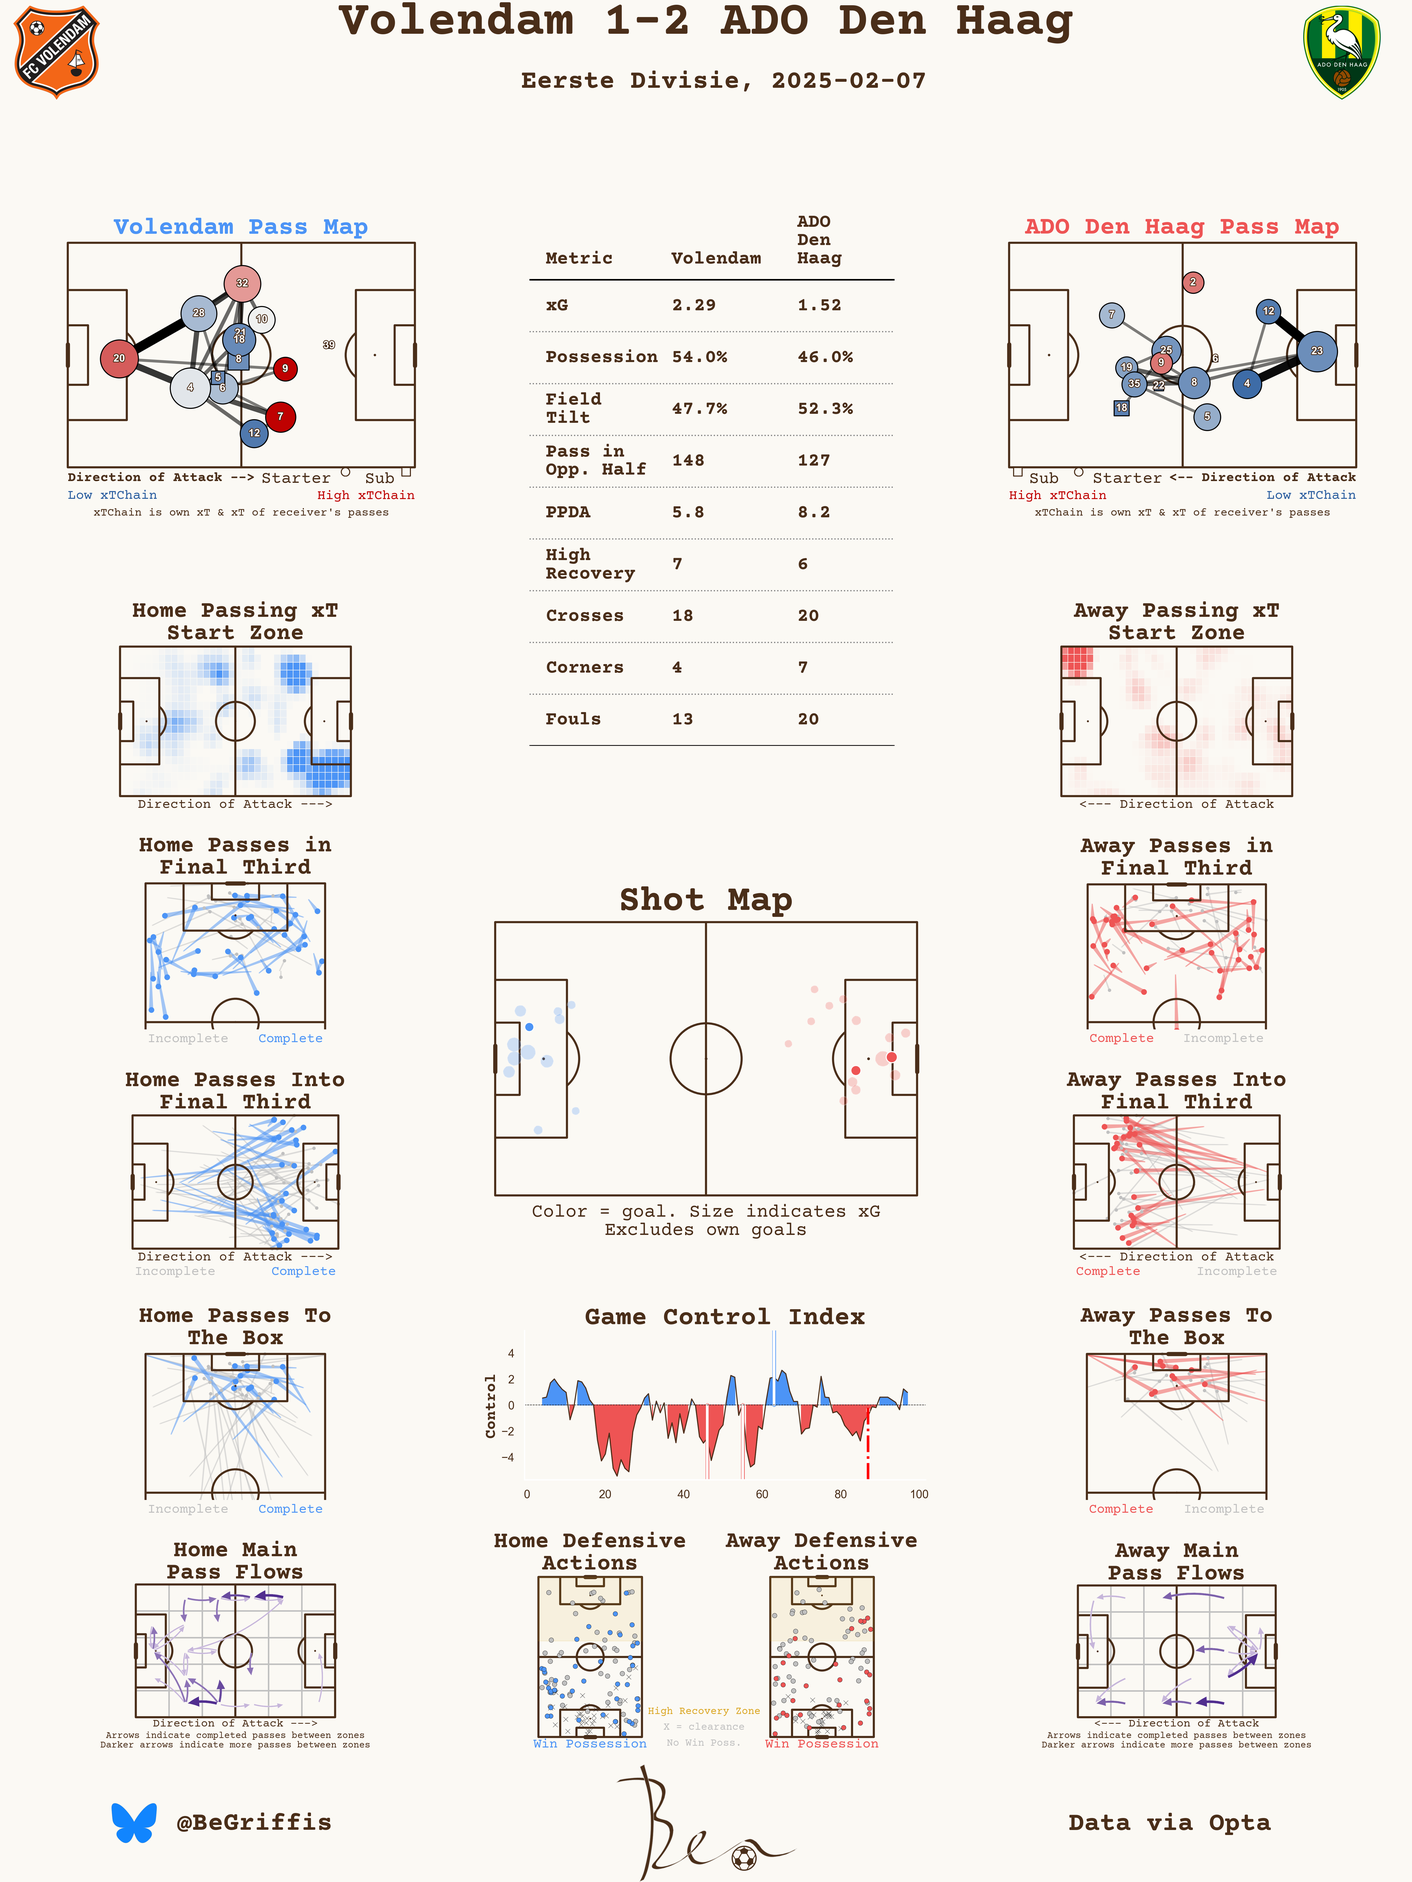 Volendam 1-2 ADO Den Haag
Eerste Divisie, 2025-02-07
FC VOLENDAM
ADO DEN HAAG
1905
Volendam Pass Map
32
28
10
21
18
8
20
9
5
4
6
7
12
39
Direction of Attack --> Starter Sub
Low xTChain High xTChain
xTChain is own xT & xT of receiver's passes
Metric Volendam ADO Den Haag
xG 2.29 1.52
Possession 54.0% 46.0%
Field Tilt 47.7% 52.3%
Pass in Opp. Half 148 127
PPDA 5.8 8.2
High Recovery 7 6
Crosses 18 20
Corners 4 7
Fouls 13 20
ADO Den Haag Pass Map
2
7
12
25
23
6
9
19
35
22
8
4
18
5
Sub Starter <-- Direction of Attack
High xTChain Low xTChain
xTChain is own xT & xT of receiver's passes
Home Passing xT
Start Zone
Direction of Attack --->
Away Passing xT
Start Zone
<--- Direction of Attack
Home Passes in
Final Third
Incomplete Complete
Away Passes in
Final Third
Complete Incomplete
Shot Map
Color = goal. Size indicates xG
Excludes own goals
Home Passes Into
Final Third
Direction of Attack --->
Incomplete Complete
Away Passes Into
Final Third
<--- Direction of Attack
Complete Incomplete
Home Passes To
The Box
Incomplete Complete
Game Control Index
Control
4
2
0
−2
−4
0 20 40 60 80 100
Away Passes To
The Box
Complete Incomplete
Home Main
Pass Flows
Direction of Attack --->
Arrows indicate completed passes between zones
Darker arrows indicate more passes between zones
Home Defensive
Actions
Win Possession
High Recovery Zone
X = clearance
No Win Poss.
Away Defensive
Actions
Win Possession
Away Main
Pass Flows
<--- Direction of Attack
Arrows indicate completed passes between zones
Darker arrows indicate more passes between zones
@BeGriffis
Ben
Data via Opta